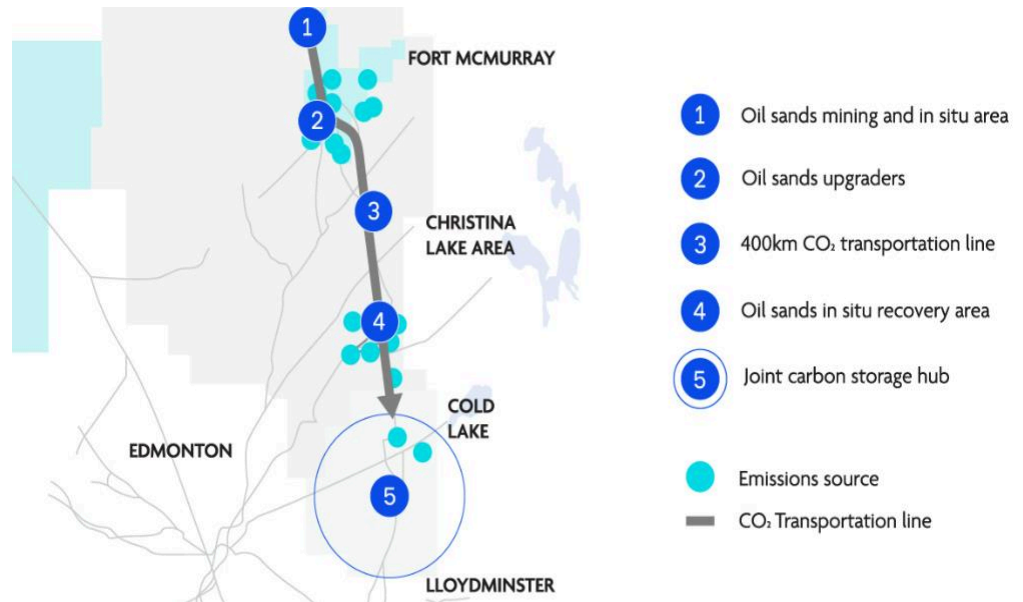 1
FORT MCMURRAY
2
3
CHRISTINA
LAKE AREA
4
COLD
LAKE
EDMONTON
5
LLOYDMINSTER
1 Oil sands mining and in situ area
2 Oil sands upgraders
3 400km CO₂ transportation line
4 Oil sands in situ recovery area
5 Joint carbon storage hub
Emissions source
CO₂ Transportation line